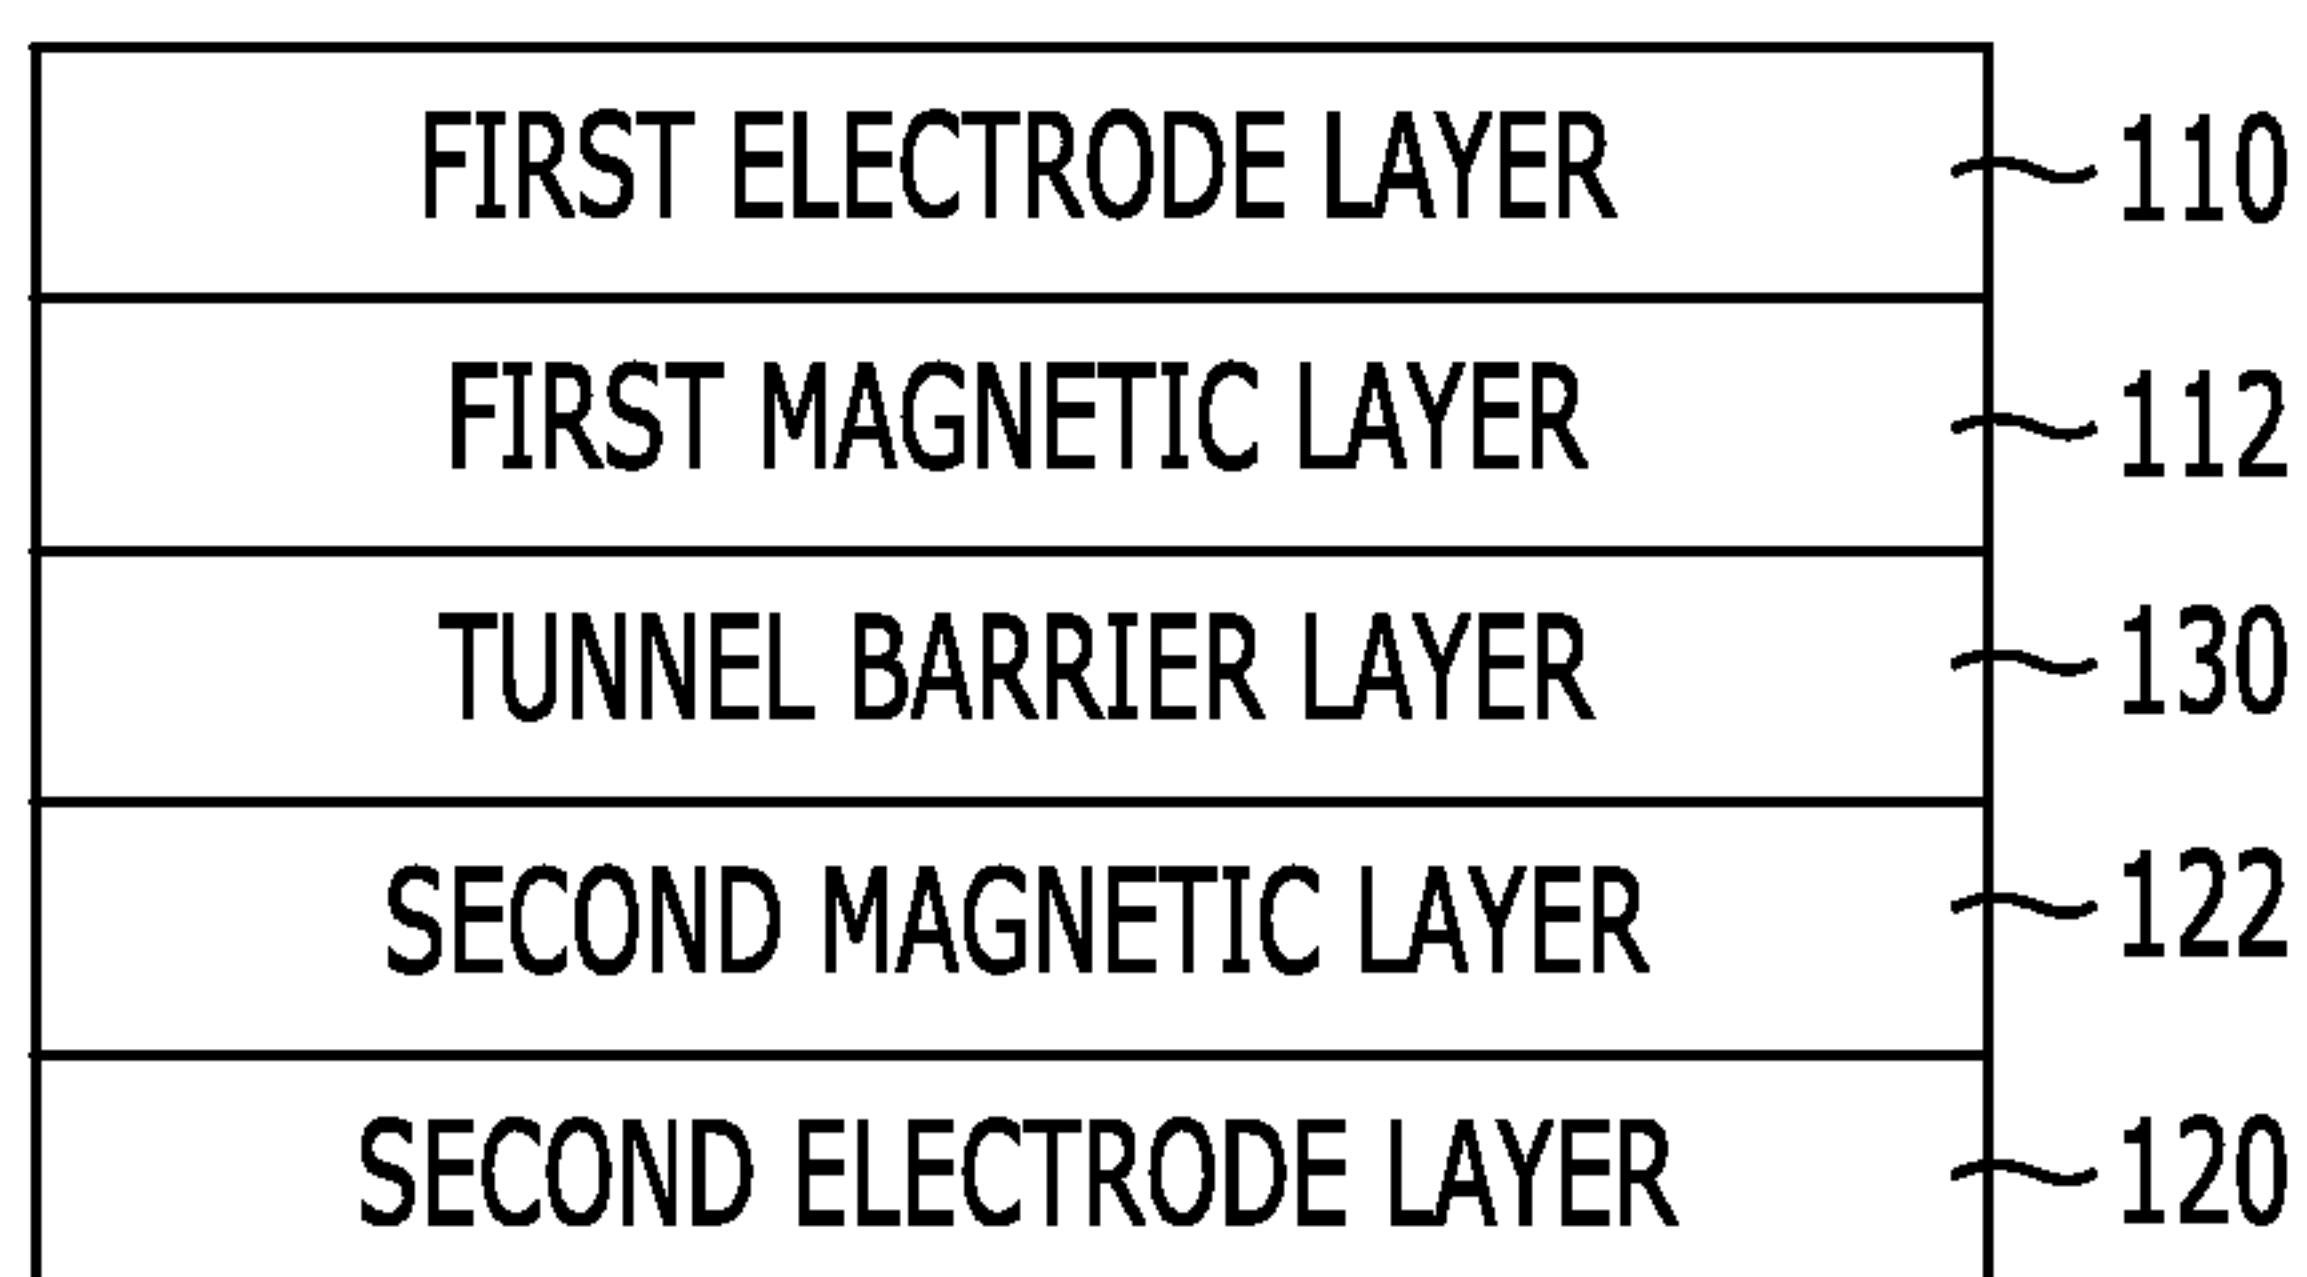 FIRST ELECTRODE LAYER 110
FIRST MAGNETIC LAYER 112
TUNNEL BARRIER LAYER 130
SECOND MAGNETIC LAYER 122
SECOND ELECTRODE LAYER 120